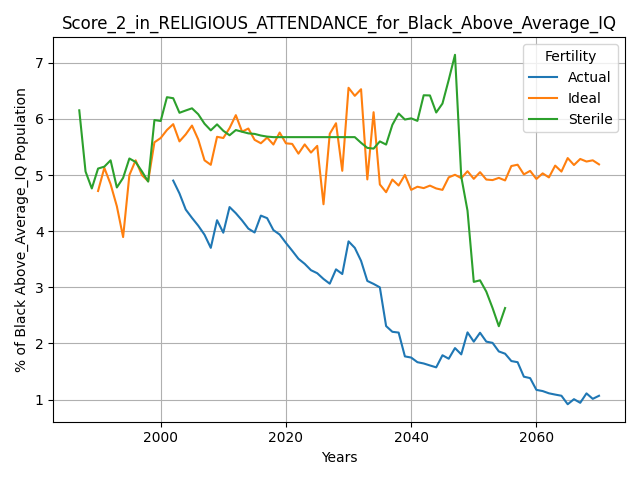 Score_2_in_RELIGIOUS_ATTENDANCE_for_Black_Above_Average_IQ
% of Black Above_Average_IQ Population
7
6
5
4
3
2
1
Fertility
Actual
Ideal
Sterile
2000
2020
2040
2060
Years